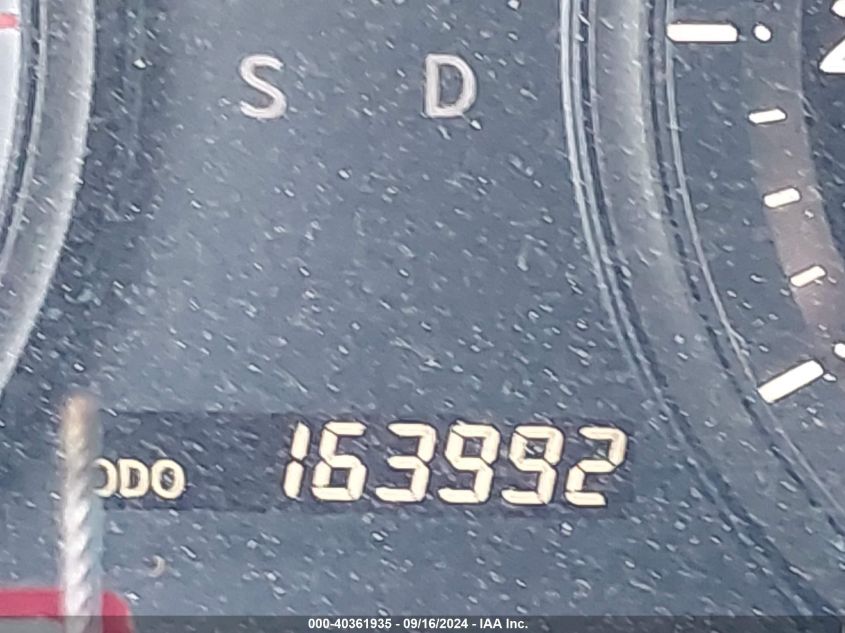 S D
ODO 163992
000-40361935 - 09/16/2024 - IAA Inc.